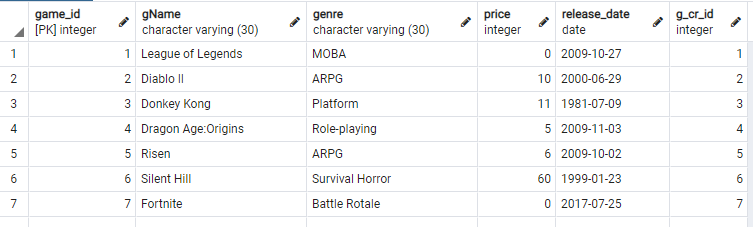 game_id gName genre price release_date g_cr_id
[PK] integer character varying (30) character varying (30) integer date integer
1 1 League of Legends MOBA 0 2009-10-27 1
2 2 Diablo II ARPG 10 2000-06-29 2
3 3 Donkey Kong Platform 11 1981-07-09 3
4 4 Dragon Age:Origins Role-playing 5 2009-11-03 4
5 5 Risen ARPG 6 2009-10-02 5
6 6 Silent Hill Survival Horror 60 1999-01-23 6
7 7 Fortnite Battle Rotale 0 2017-07-25 7